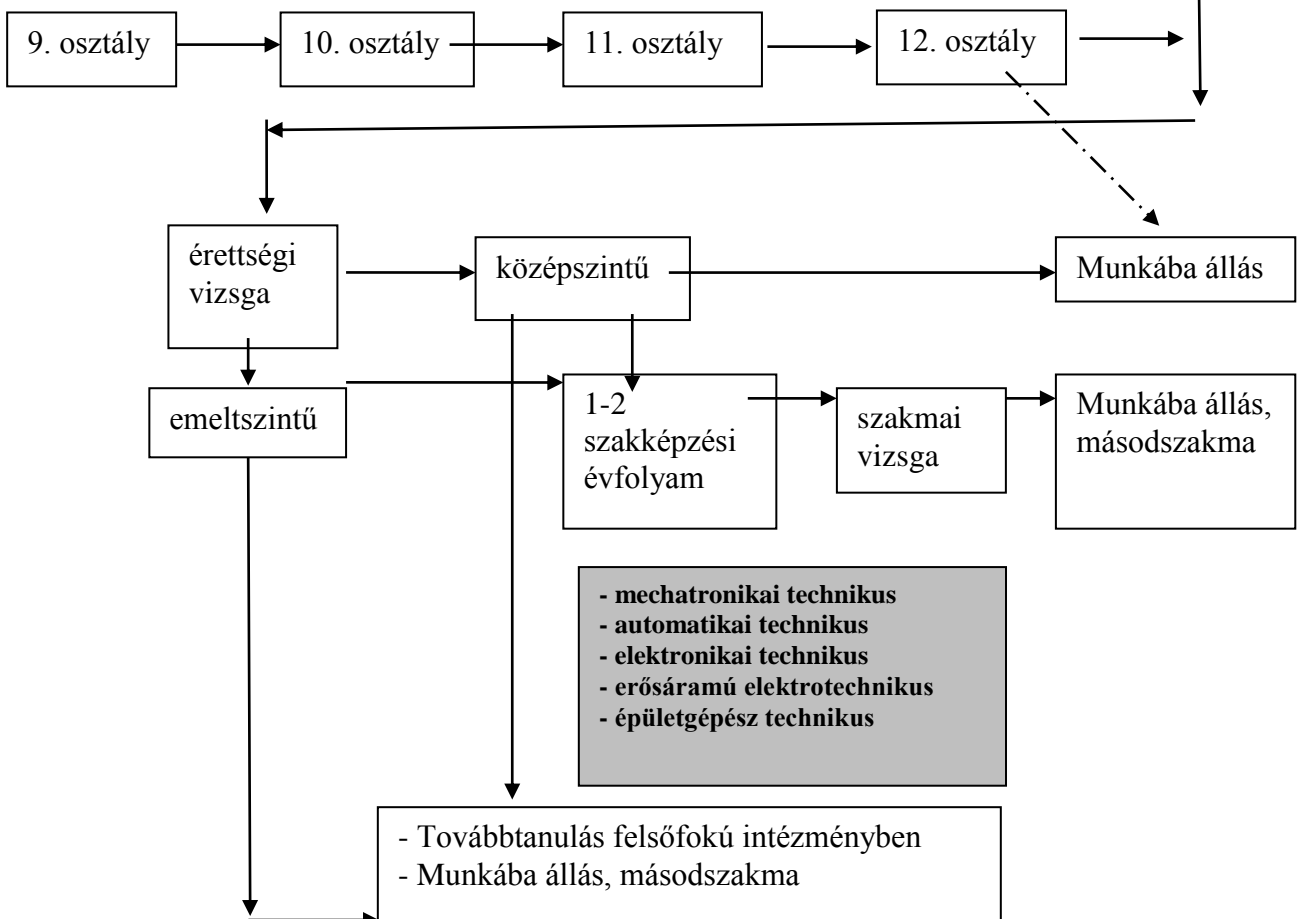 9. osztály
10. osztály
11. osztály
12. osztály
érettségi
vizsga
középszintű
Munkába állás
emeltszintű
1-2
szakképzési
évfolyam
szakmai
vizsga
Munkába állás,
másodszakma
- mechatronikai technikus
- automatikai technikus
- elektronikai technikus
- erősáramú elektrotechnikus
- épületgépész technikus
- Továbbtanulás felsőfokú intézményben
- Munkába állás, másodszakma